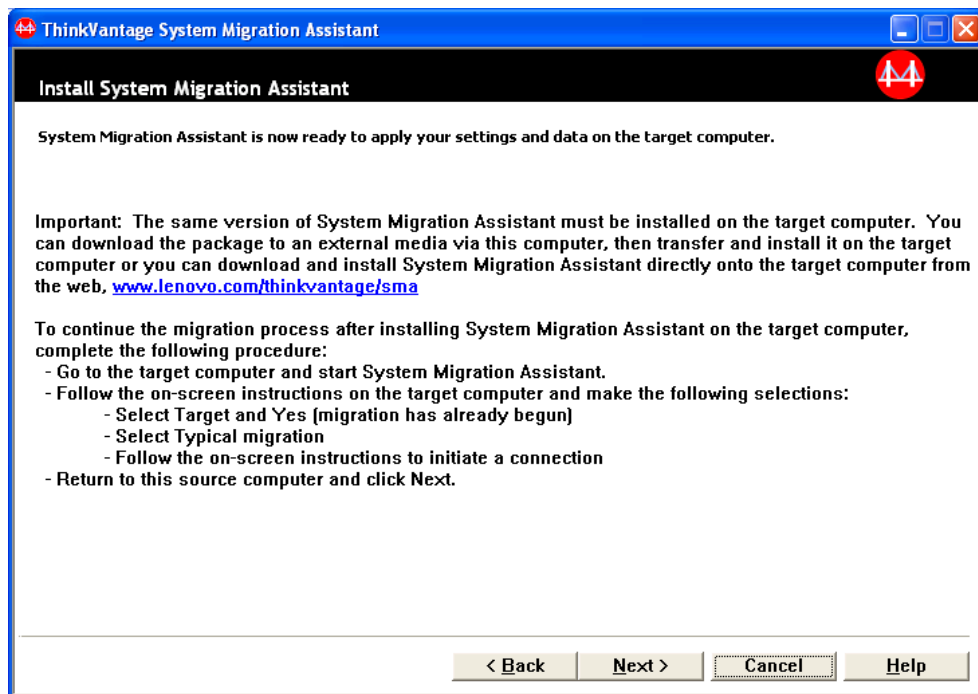 ThinkVantage System Migration Assistant
Install System Migration Assistant
System Migration Assistant is now ready to apply your settings and data on the target computer.
Important:  The same version of System Migration Assistant must be installed on the target computer.  You
can download the package to an external media via this computer, then transfer and install it on the target
computer or you can download and install System Migration Assistant directly onto the target computer from
the web, www.lenovo.com/thinkvantage/sma
To continue the migration process after installing System Migration Assistant on the target computer,
complete the following procedure:
- Go to the target computer and start System Migration Assistant.
- Follow the on-screen instructions on the target computer and make the following selections:
- Select Target and Yes (migration has already begun)
- Select Typical migration
- Follow the on-screen instructions to initiate a connection
- Return to this source computer and click Next.
< Back Next > Cancel Help